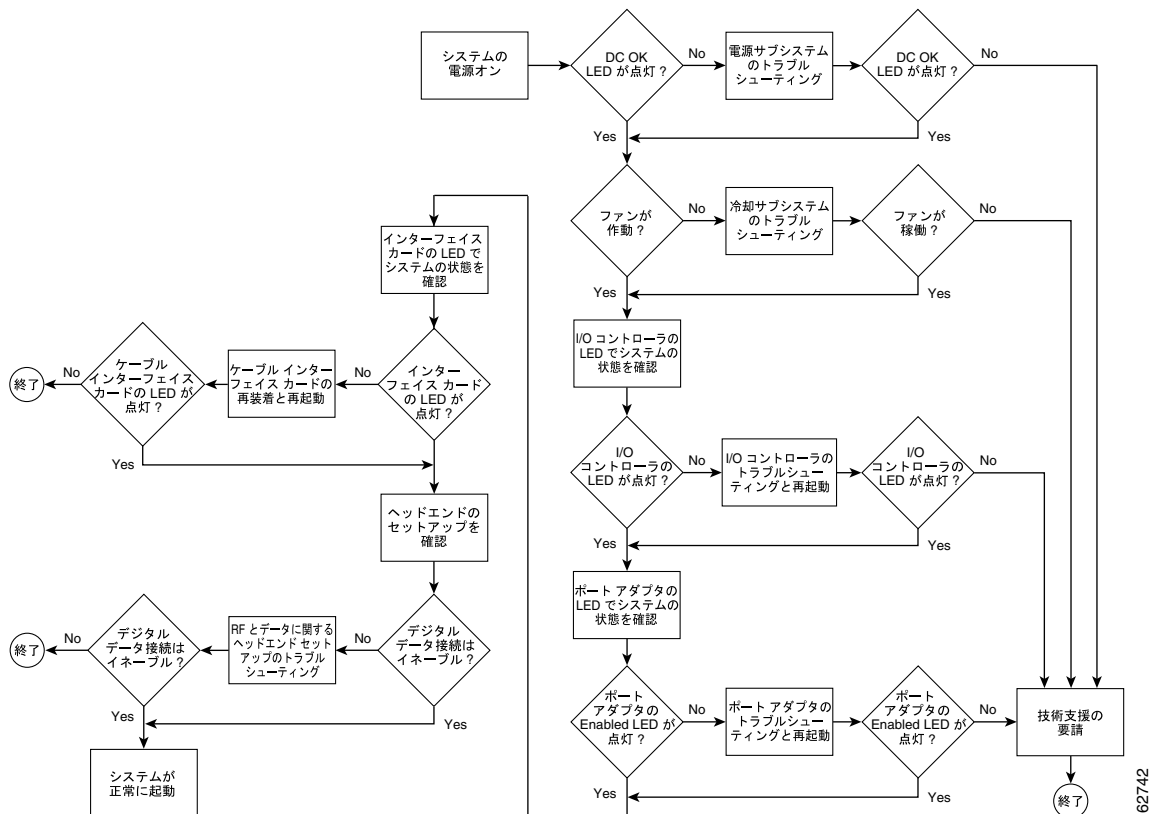 システムの
電源オン
DC OK
LED が点灯？
No
電源サブシステム
のトラブル
シューティング
DC OK
LED が点灯？
No
Yes
Yes
ファンが
作動？
No
冷却サブシステム
のトラブル
シューティング
ファンが
稼働？
No
Yes
Yes
I/O コントローラの
LED でシステムの
状態を確認
I/O
コントローラの
LED が点灯？
No
I/O コントローラの
トラブルシュー
ティングと再起動
I/O
コントローラの
LED が点灯？
No
Yes
Yes
ポート アダプタの
LED でシステムの
状態を確認
ポート
アダプタの
Enabled LED が
点灯？
No
ポート アダプタの
トラブルシュー
ティングと再起動
ポート
アダプタの
Enabled LED が
点灯？
No
技術支援の
要請
終了
Yes
Yes
インターフェイス
カードの LED で
システムの状態を
確認
インター
フェイス カード
の LED が
点灯？
No
ケーブル インター
フェイス カードの
再装着と再起動
ケーブル
インターフェイス
カードの LED が
点灯？
No
終了
Yes
ヘッドエンドの
セットアップを
確認
デジタル
データ接続は
イネーブル？
No
RF とデータに関する
ヘッドエンド セット
アップのトラブル
シューティング
デジタル
データ接続は
イネーブル？
No
終了
Yes
Yes
システムが
正常に起動
62742